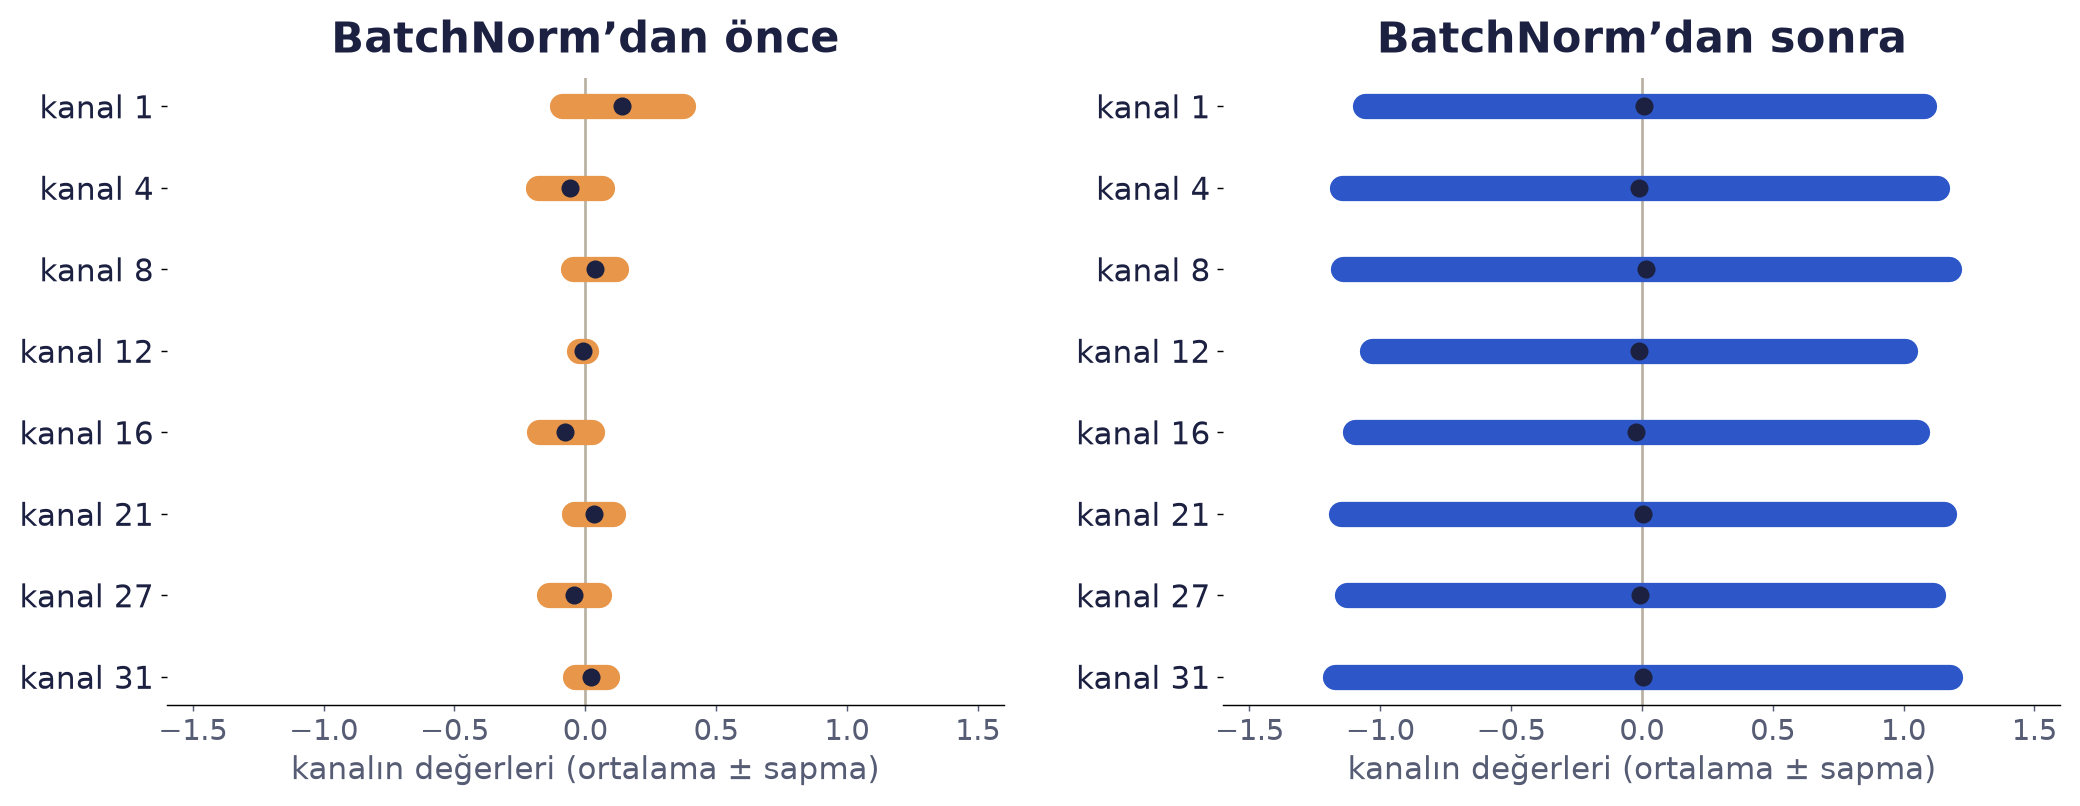 BatchNorm’dan önce
kanal 1
kanal 4
kanal 8
kanal 12
kanal 16
kanal 21
kanal 27
kanal 31
−1.5 −1.0 −0.5 0.0 0.5 1.0 1.5
kanalın değerleri (ortalama ± sapma)
BatchNorm’dan sonra
kanal 1
kanal 4
kanal 8
kanal 12
kanal 16
kanal 21
kanal 27
kanal 31
−1.5 −1.0 −0.5 0.0 0.5 1.0 1.5
kanalın değerleri (ortalama ± sapma)